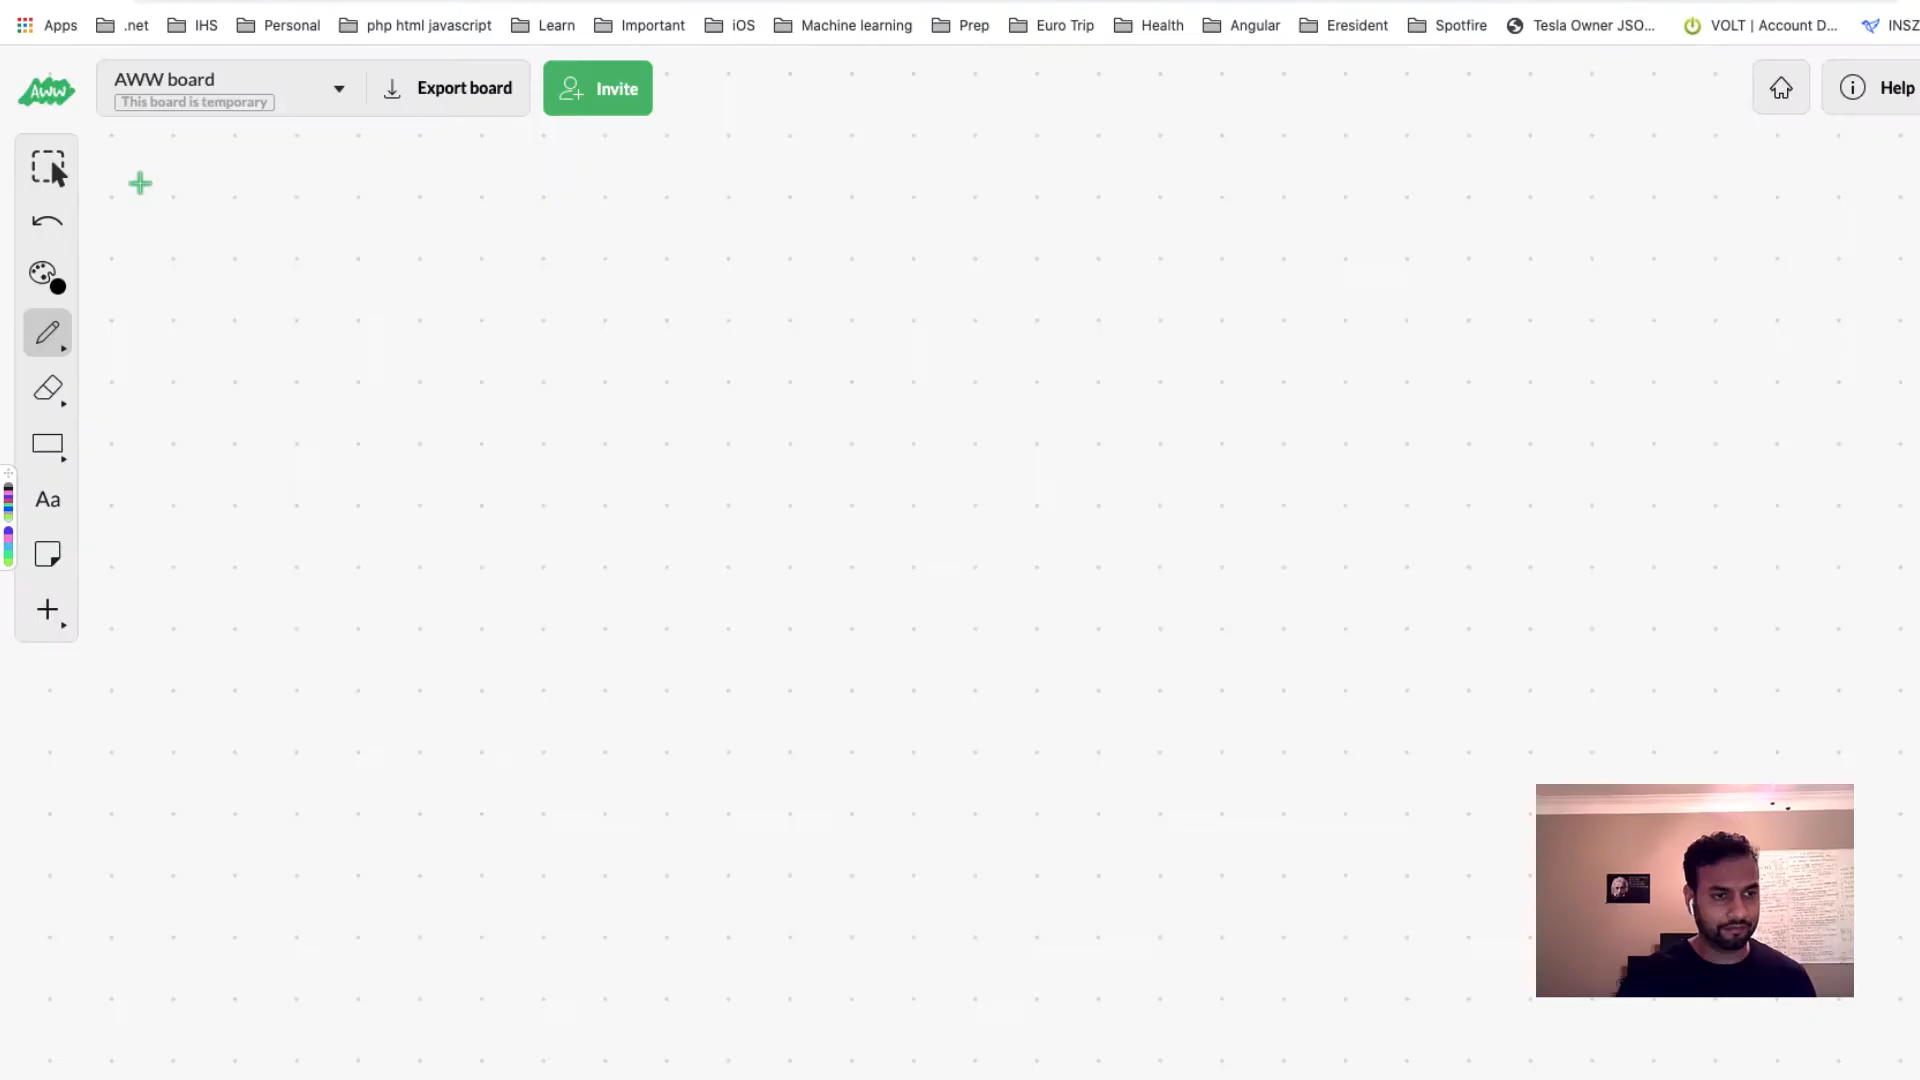 Apps .net IHS Personal php html javascript Learn Important iOS Machine learning Prep Euro Trip Health Angular Eresident Spotfire Tesla Owner JSO... VOLT | Account D... INSZ
AWW
AWW board
This board is temporary
Export board
Invite
Help
Aa